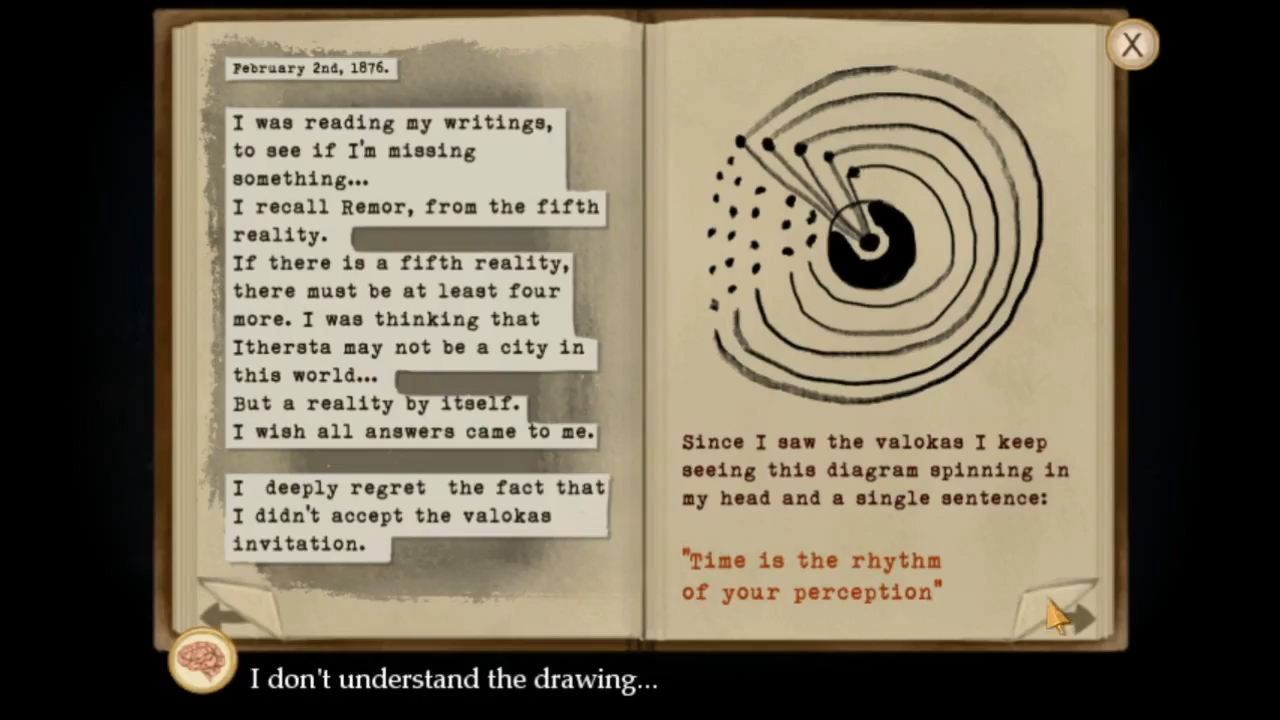 February 2nd, 1876.
I was reading my writings,
to see if I'm missing
something...
I recall Remor, from the fifth
reality.
If there is a fifth reality,
there must be at least four
more. I was thinking that
Ithersta may not be a city in
this world...
But a reality by itself.
I wish all answers came to me.
I deeply regret the fact that
I didn't accept the valokas
invitation.
Since I saw the valokas I keep
seeing this diagram spinning in
my head and a single sentence:
"Time is the rhythm
of your perception"
X
I don't understand the drawing...